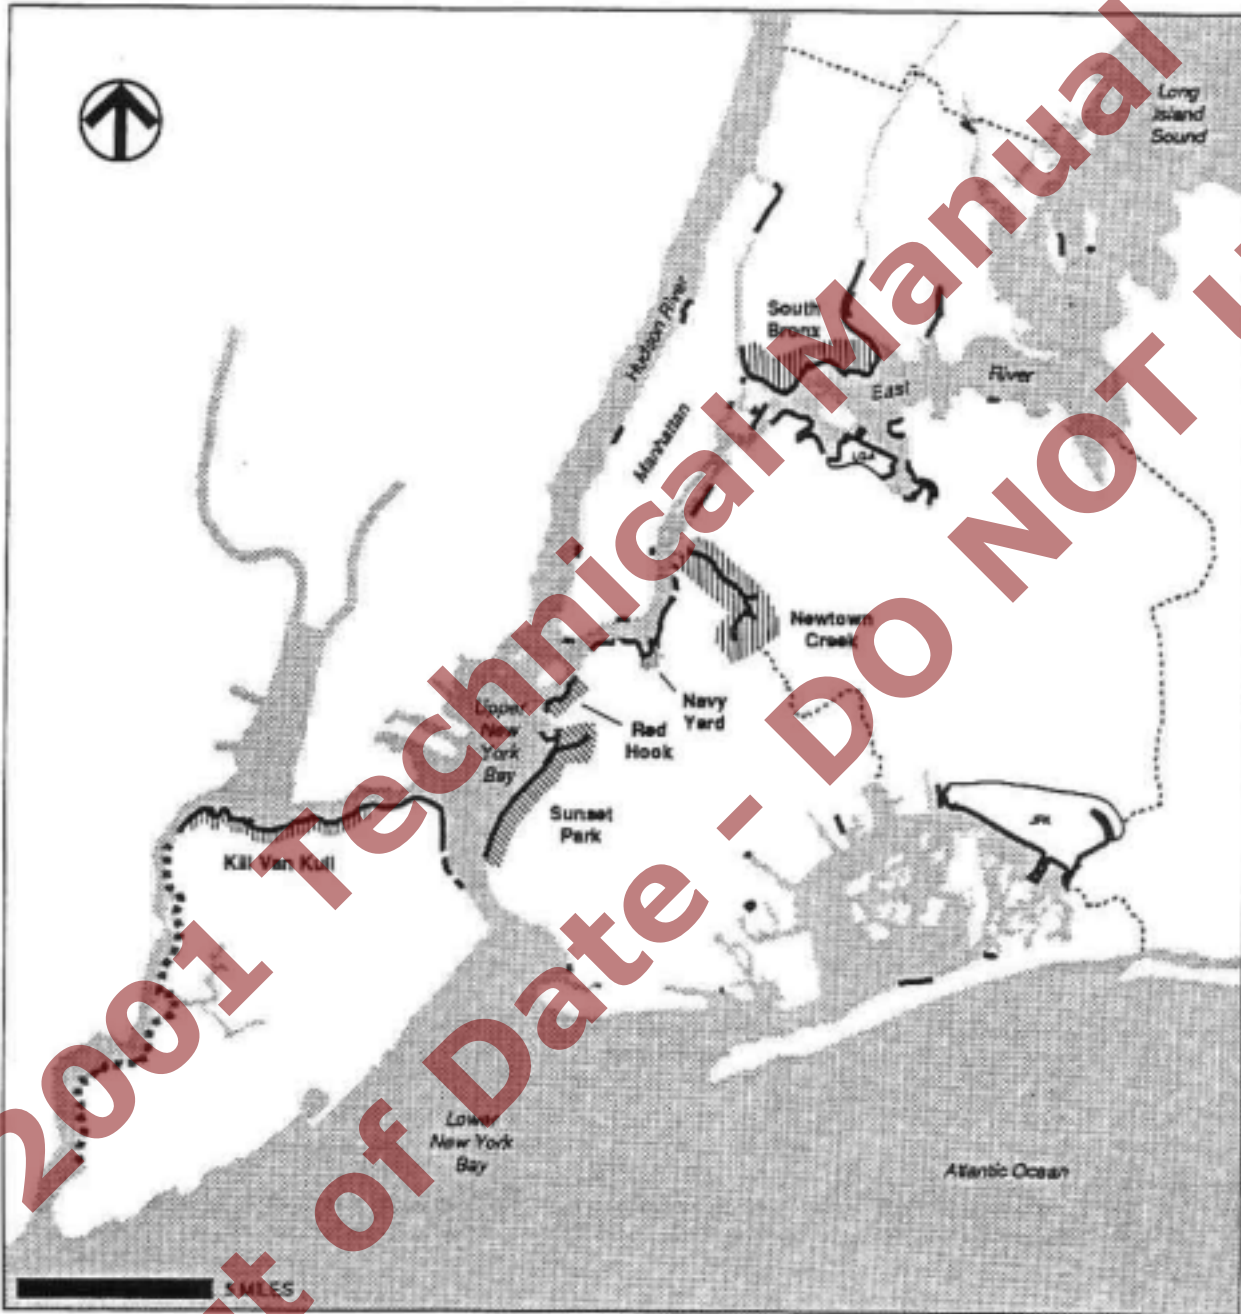 Long
Island
Sound
Hudson River
South
Bronx
East
River
Manhattan
LGA
Newtown
Creek
Navy
Yard
Red
Hook
Upper
New
York
Bay
Sunset
Park
JFK
Kill Van Kull
Lower
New York
Bay
Atlantic Ocean
5 MILES
2001 Technical Manual
of Date - DO NOT